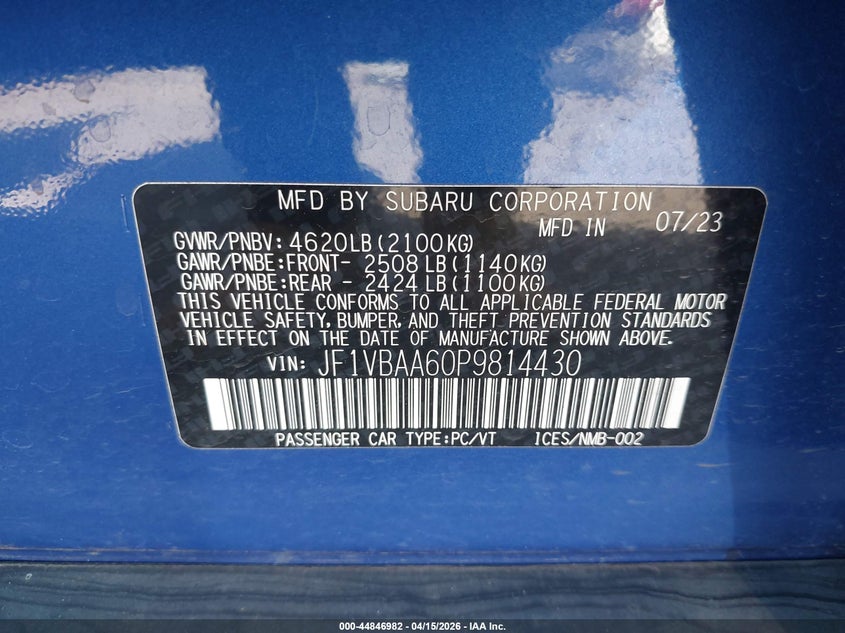 MFD BY SUBARU CORPORATION
MFD IN 07/23
GVWR/PNBV: 4620LB(2100KG)
GAWR/PNBE:FRONT- 2508 LB(1140KG)
GAWR/PNBE:REAR - 2424 LB(1100KG)
THIS VEHICLE CONFORMS TO ALL APPLICABLE FEDERAL MOTOR
VEHICLE SAFETY, BUMPER, AND THEFT PREVENTION STANDARDS
IN EFFECT ON THE DATE OF MANUFACTURE SHOWN ABOVE.
VIN: JF1VBAA60P9814430
PASSENGER CAR TYPE:PC/VT ICES/NMB-002
000-44846982 - 04/15/2026 - IAA Inc.